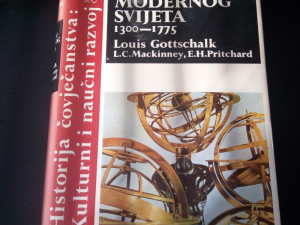 MODERNOG
SVIJETA
1300—1775
Louis Gottschalk
L.C.Mackinney, E.H.Pritchard
Historija čovječanstva:
Kulturni i naučni razvoj